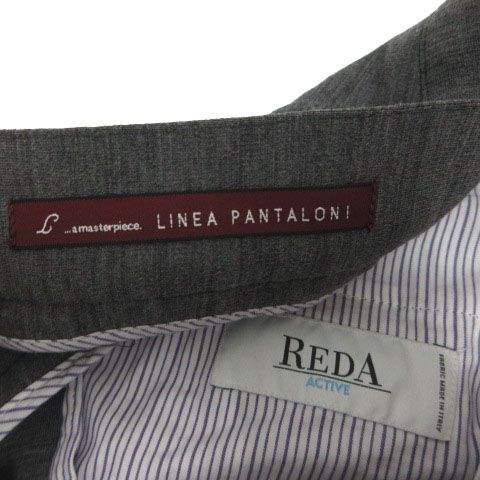 L ...a masterpiece. LINEA PANTALONI
REDA
ACTIVE
FABRIC MADE IN ITALY